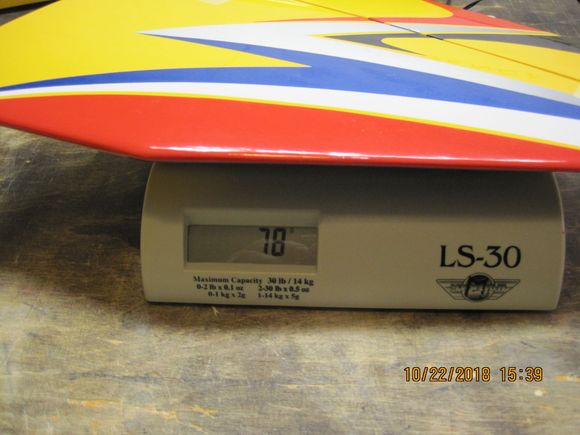 78
LS-30
Maximum Capacity 30 lb / 14 kg
0-2 lb x 0.1 oz 2-30 lb x 0.5 oz
0-1 kg x 2g 1-14 kg x 5g
10/22/2018 15:39